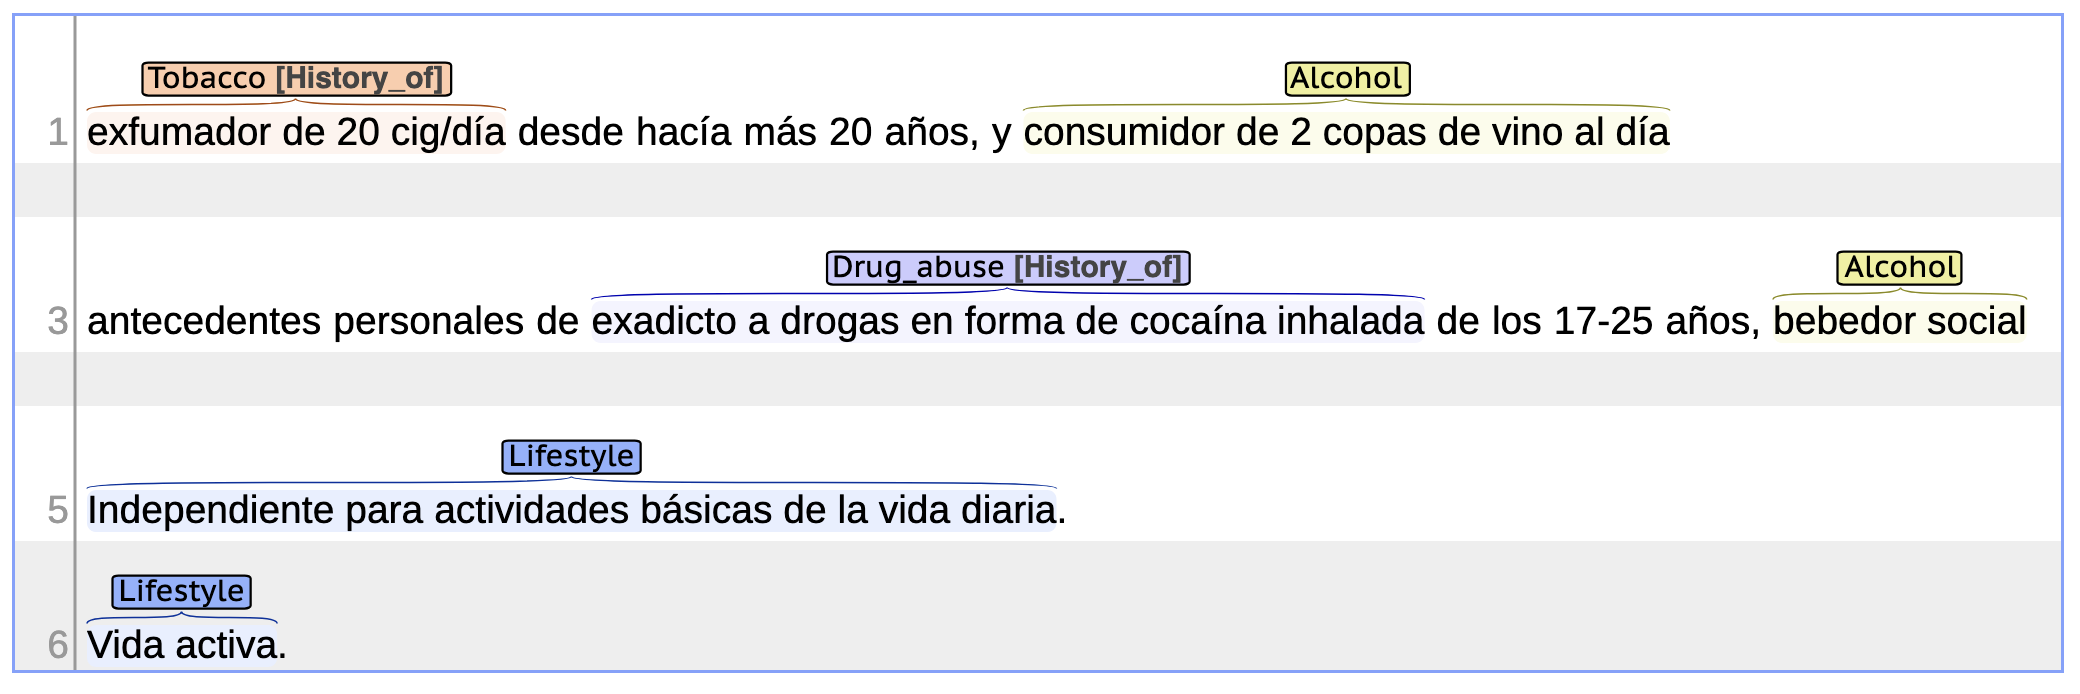 Tobacco [History_of] Alcohol
1 exfumador de 20 cig/día desde hacía más 20 años, y consumidor de 2 copas de vino al día
Drug_abuse [History_of] Alcohol
3 antecedentes personales de exadicto a drogas en forma de cocaína inhalada de los 17-25 años, bebedor social
Lifestyle
5 Independiente para actividades básicas de la vida diaria.
Lifestyle
6 Vida activa.